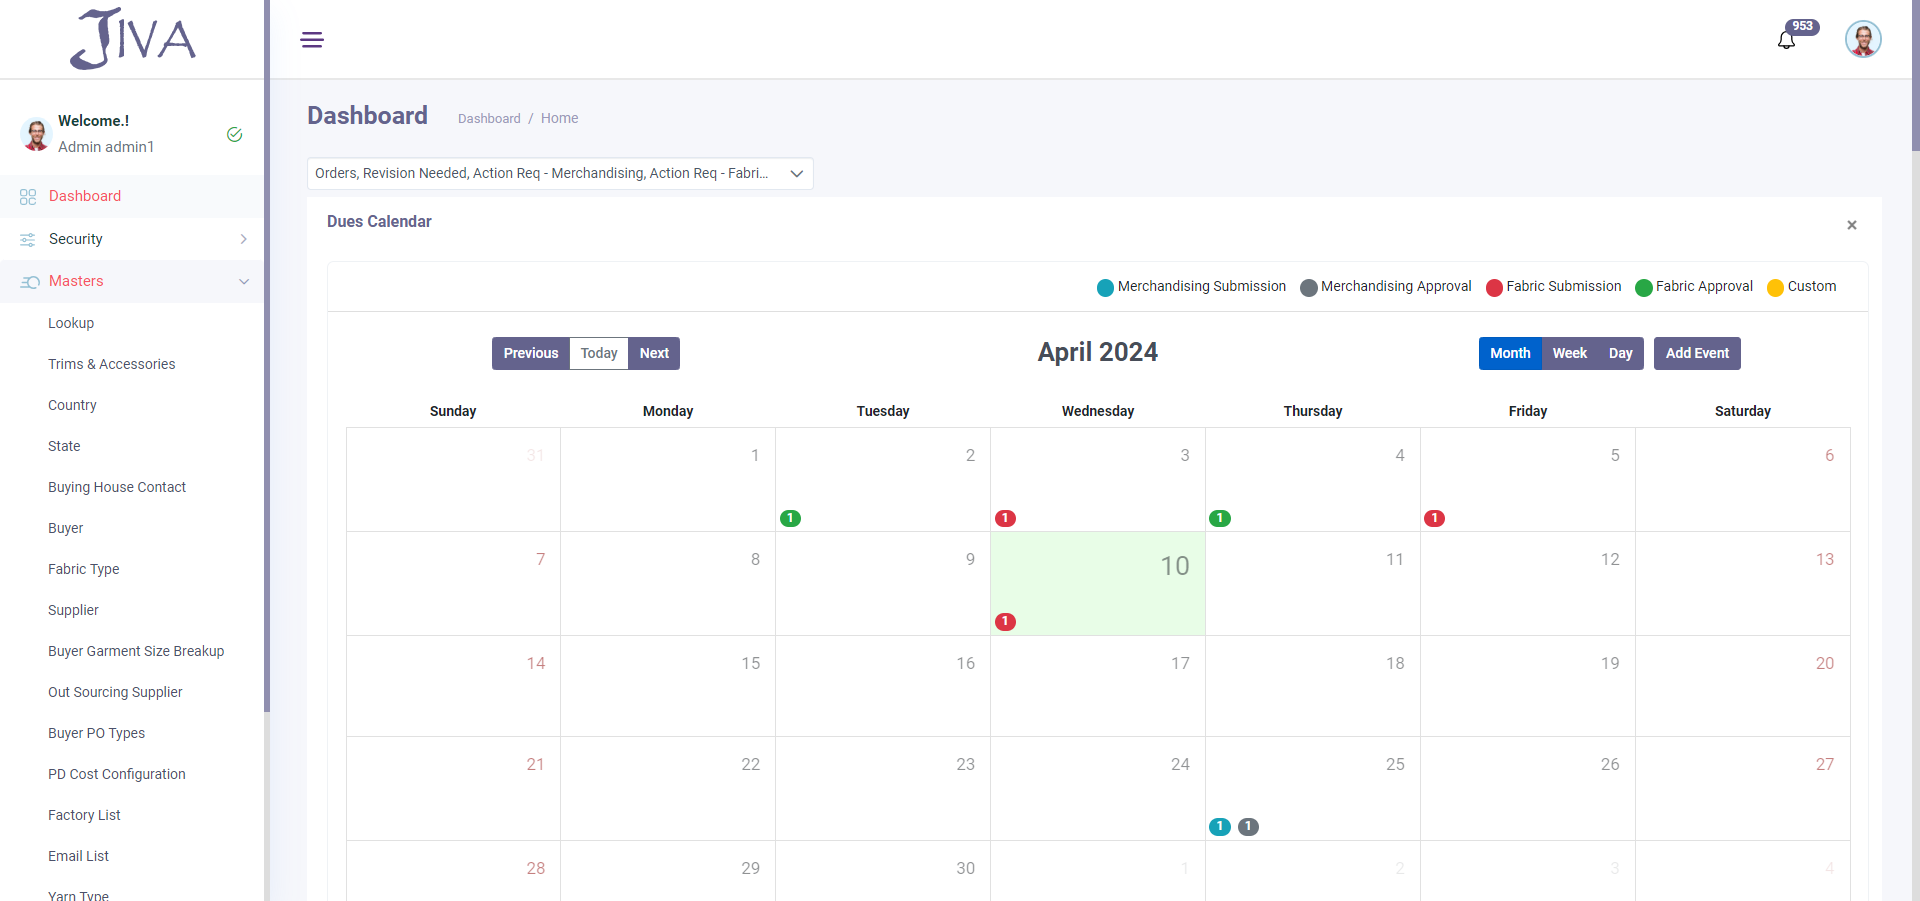 JIVA
953
Welcome.!
Admin admin1
Dashboard
Security
Masters
Lookup
Trims & Accessories
Country
State
Buying House Contact
Buyer
Fabric Type
Supplier
Buyer Garment Size Breakup
Out Sourcing Supplier
Buyer PO Types
PD Cost Configuration
Factory List
Email List
Yarn Type
Dashboard
Dashboard / Home
Orders, Revision Needed, Action Req - Merchandising, Action Req - Fabri...
Dues Calendar
×
Merchandising Submission Merchandising Approval Fabric Submission Fabric Approval Custom
Previous Today Next
April 2024
Month Week Day Add Event
Sunday Monday Tuesday Wednesday Thursday Friday Saturday
31 1 2 3 4 5 6
1 1 1 1
7 8 9 10 11 12 13
1
14 15 16 17 18 19 20
21 22 23 24 25 26 27
1 1
28 29 30 1 2 3 4